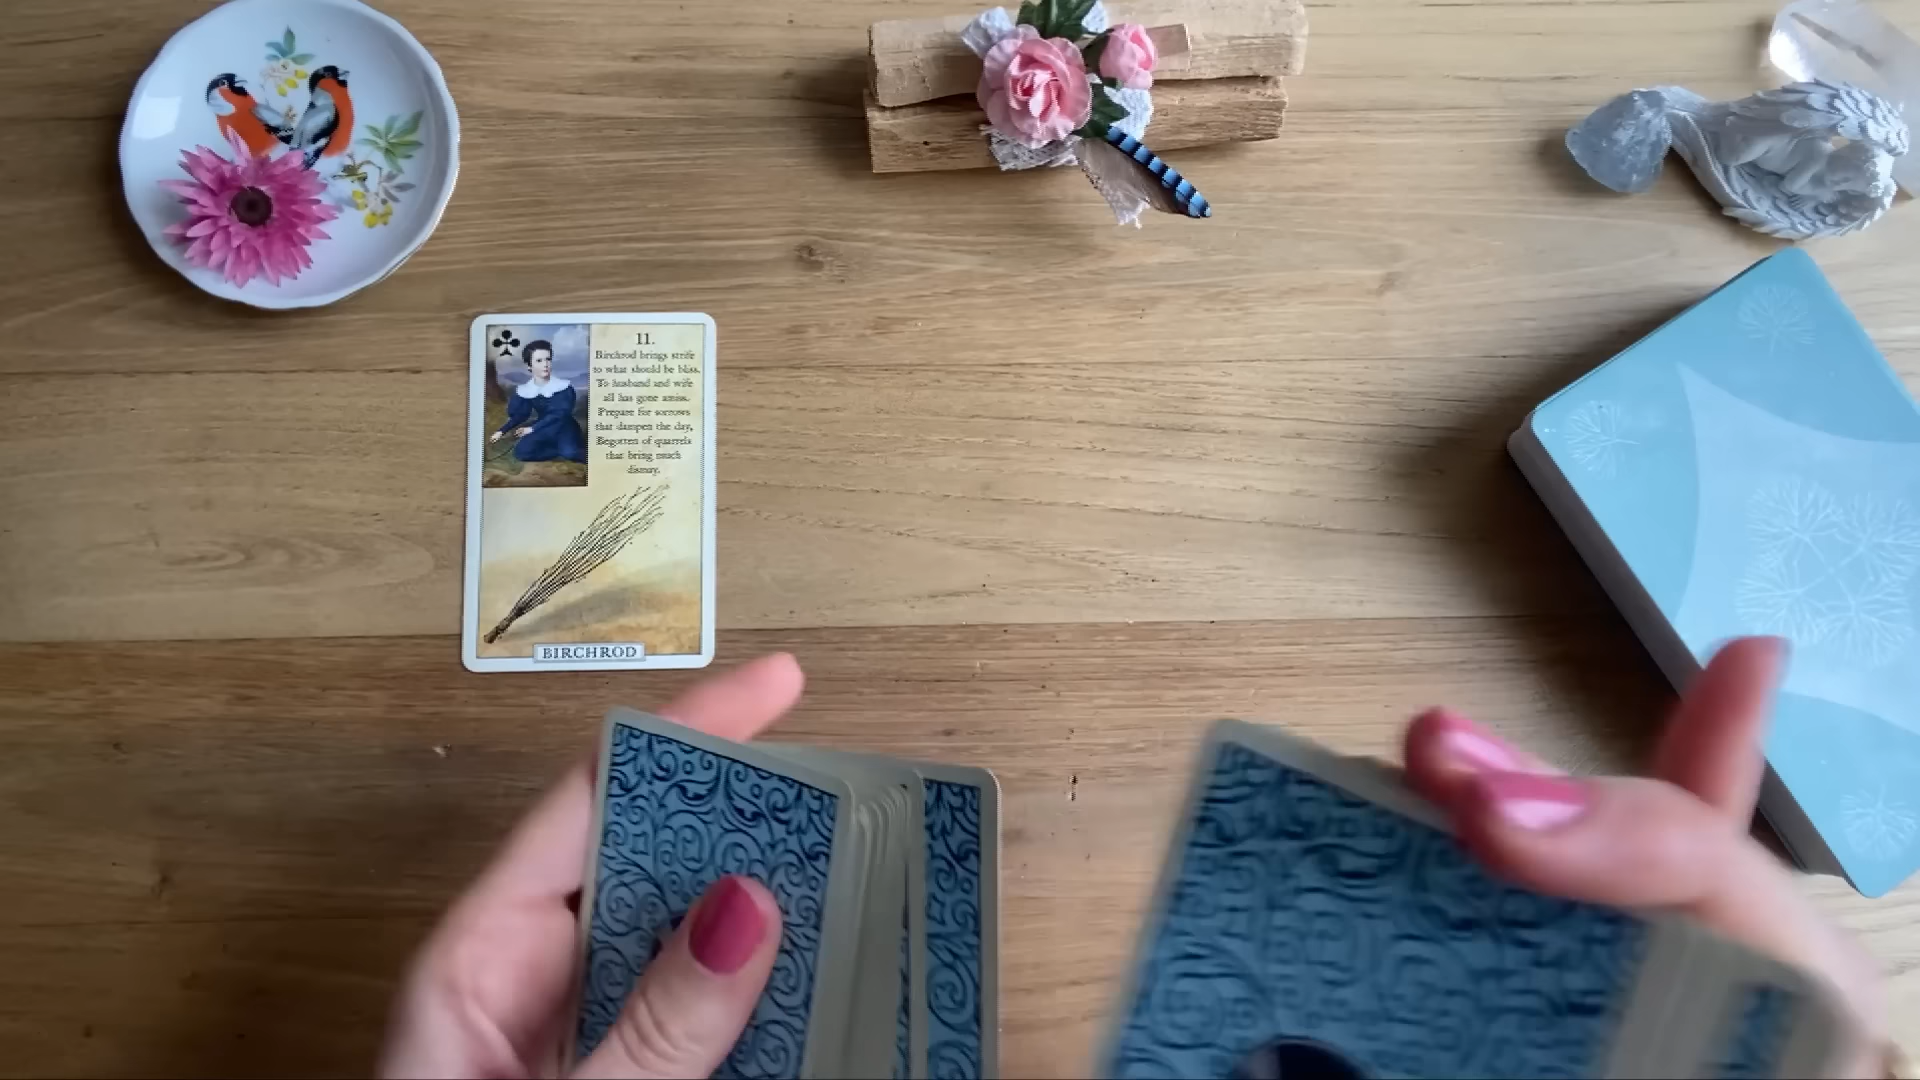 11.
Birchrod brings strife
to what should be bliss.
To husband and wife
all has gone amiss.
Prepare for sorrows
that dampen the day,
Begotten of quarrels
that bring much
dismay.
BIRCHROD